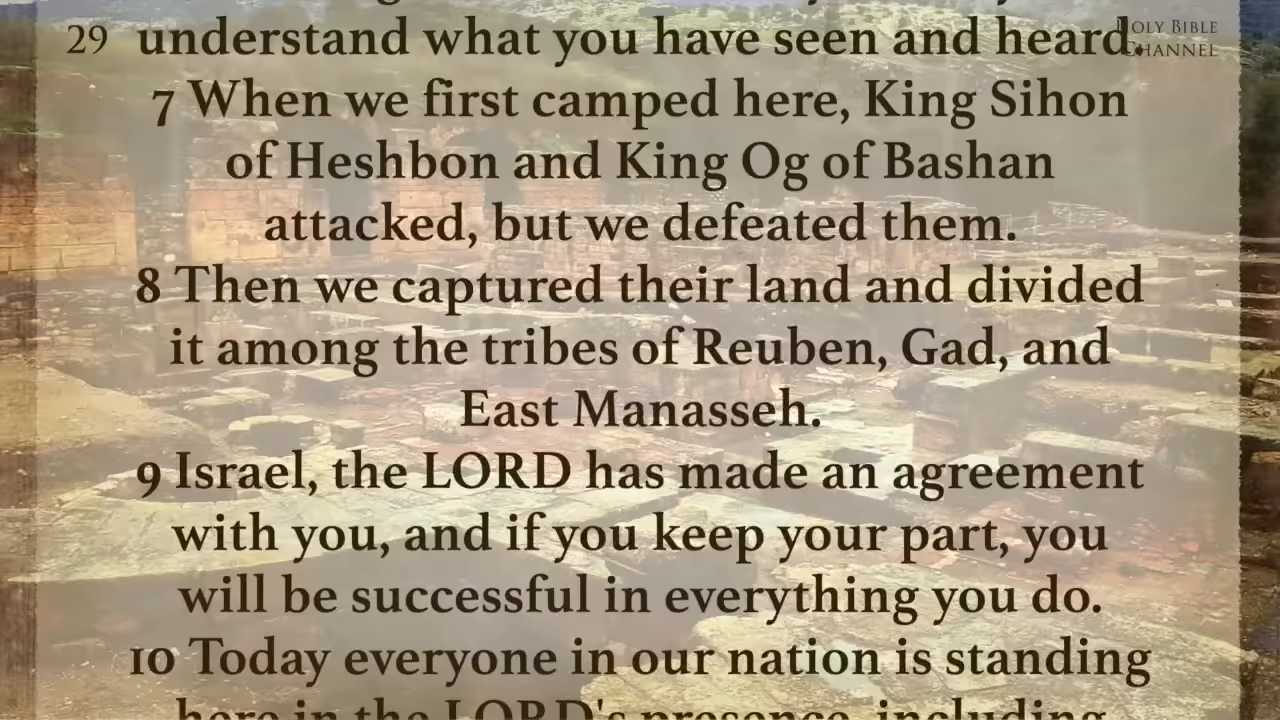 29 understand what you have seen and heard.
HOLY BIBLE
CHANNEL
7 When we first camped here, King Sihon
of Heshbon and King Og of Bashan
attacked, but we defeated them.
8 Then we captured their land and divided
it among the tribes of Reuben, Gad, and
East Manasseh.
9 Israel, the LORD has made an agreement
with you, and if you keep your part, you
will be successful in everything you do.
10 Today everyone in our nation is standing
here in the LORD's presence, including